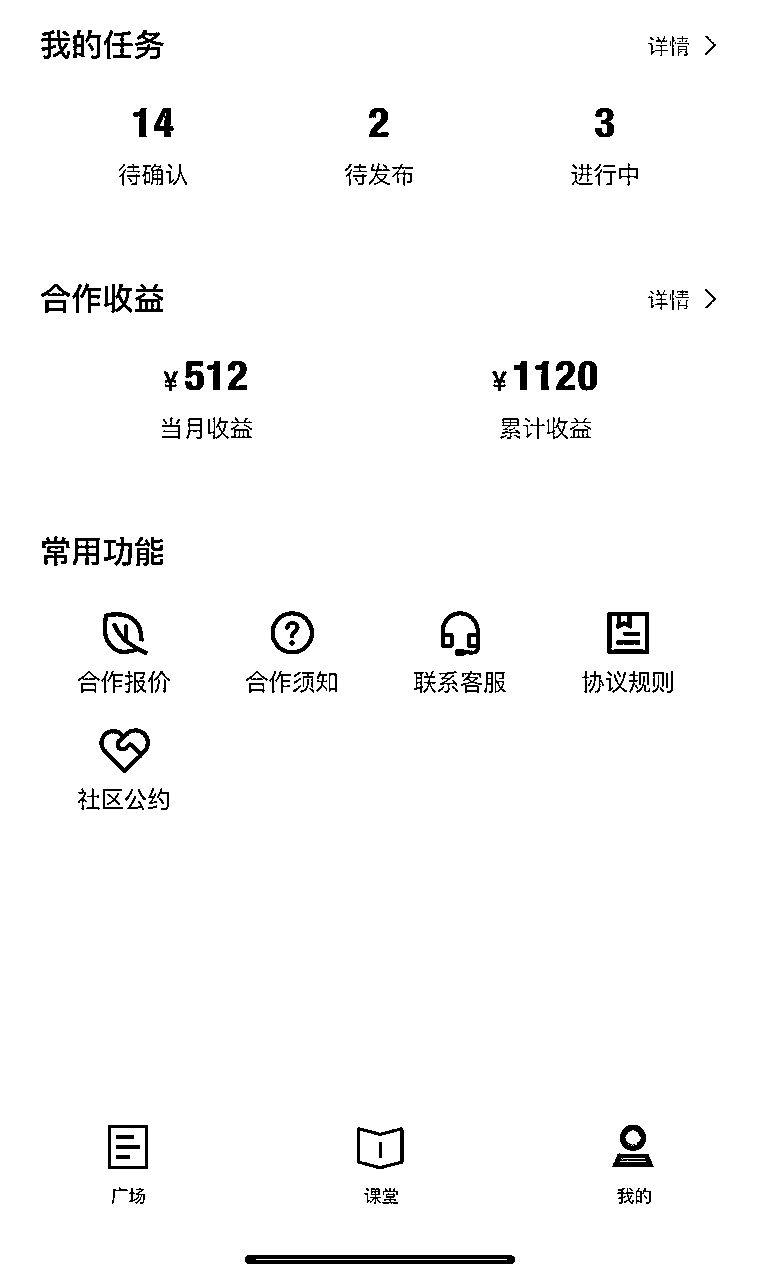 我的任务 详情
14 2 3
待确认 待发布 进行中
合作收益 详情
¥512 ¥1120
当月收益 累计收益
常用功能
合作报价 合作须知 联系客服 协议规则
社区公约
广场 课堂 我的